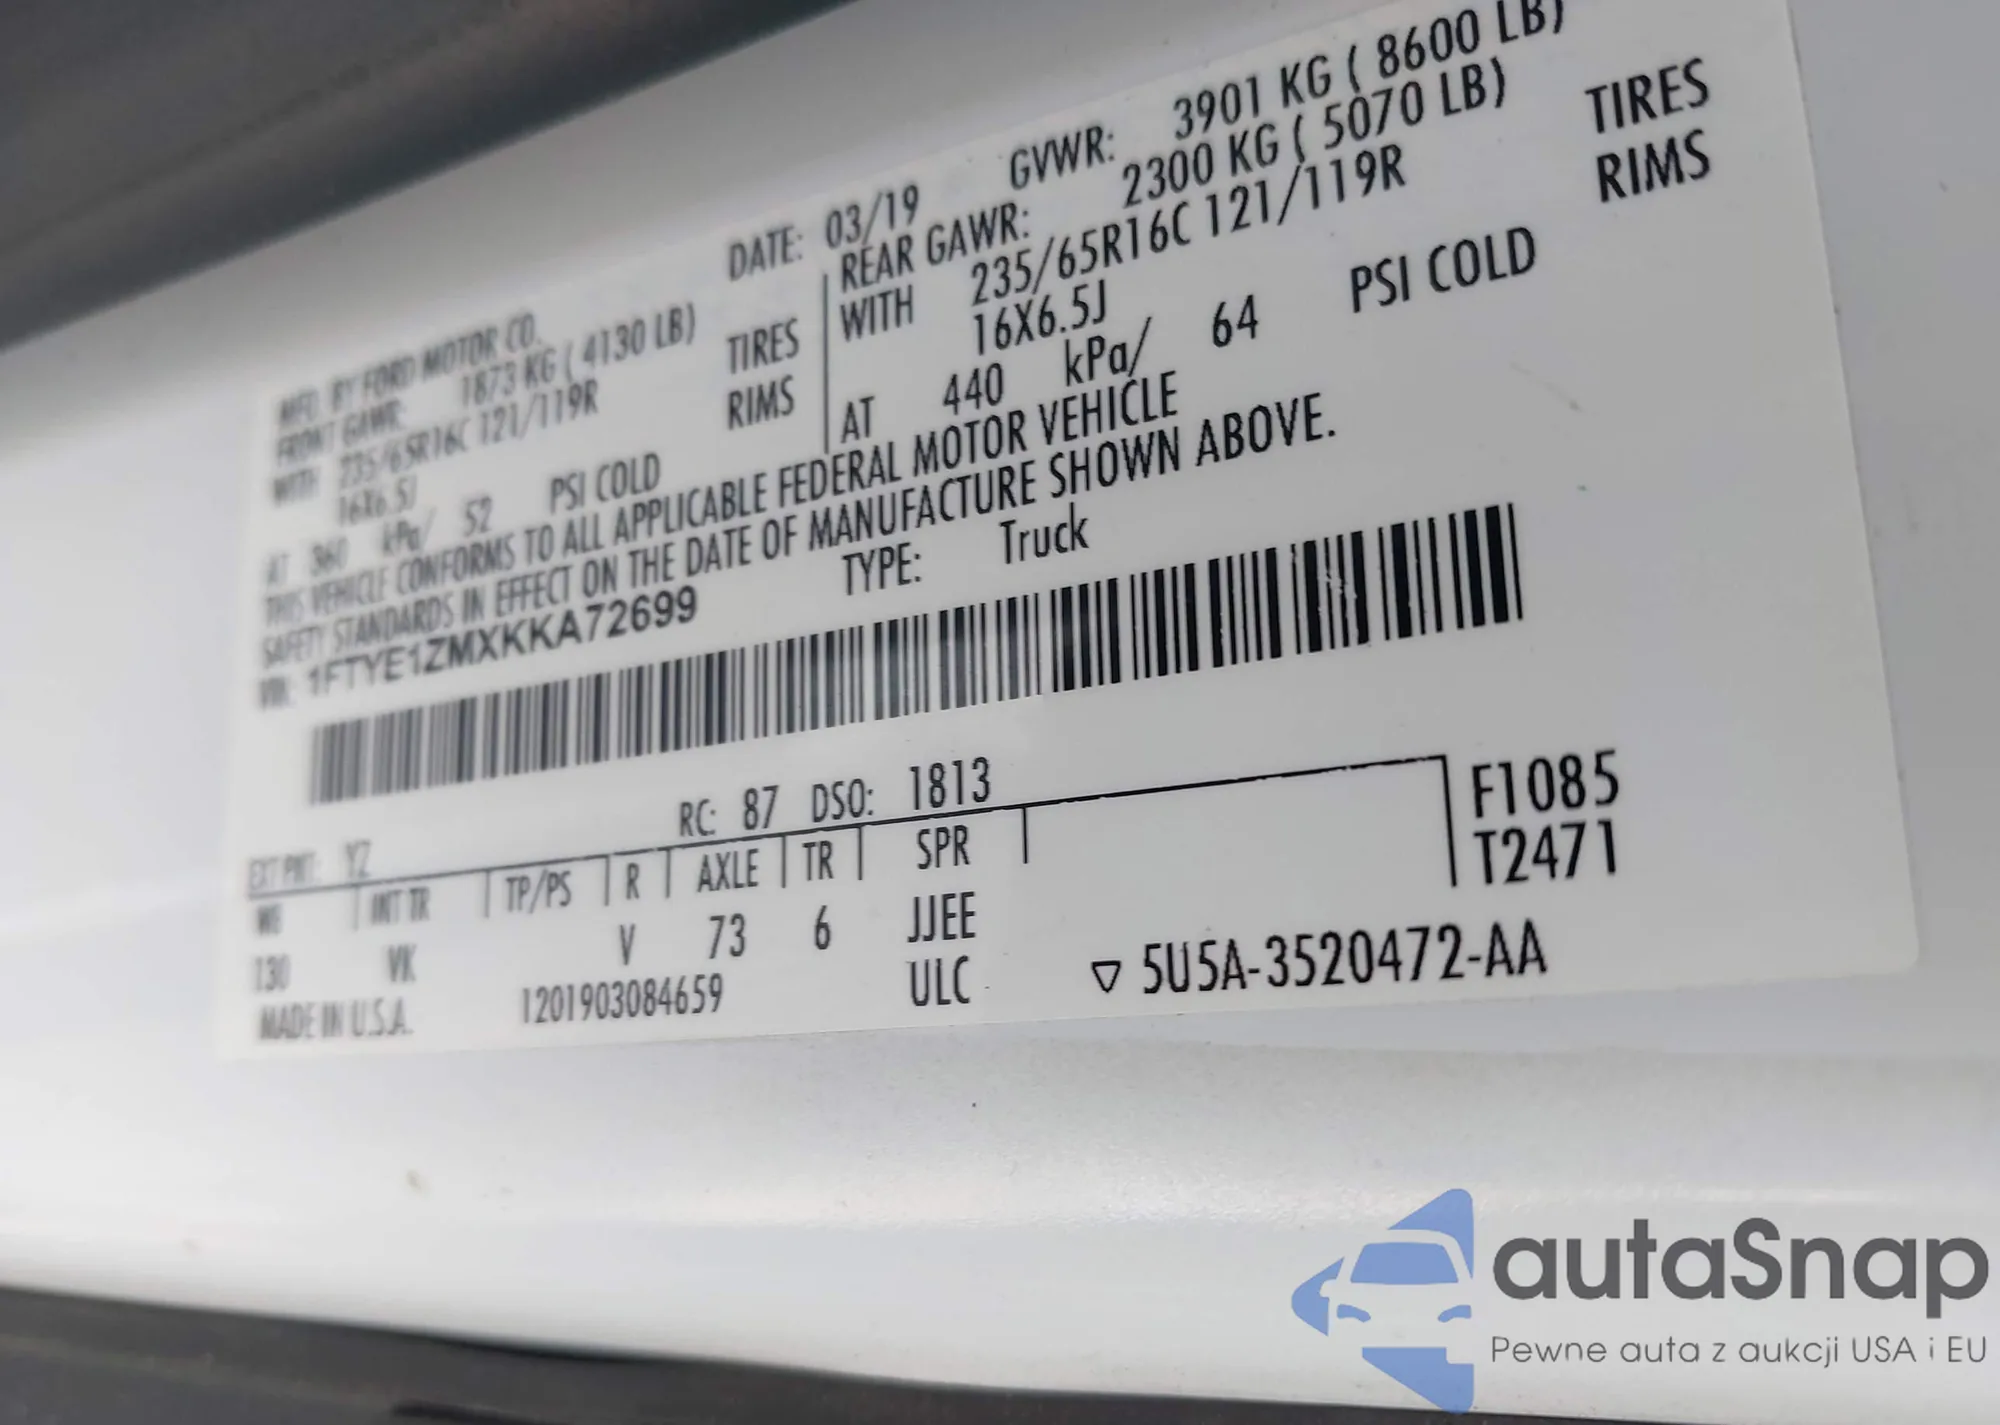 MFD. BY FORD MOTOR CO. DATE: 03/19 GVWR: 3901 KG ( 8600 LB)
FRONT GAWR: 1873 KG ( 4130 LB) REAR GAWR: 2300 KG ( 5070 LB)
WITH 235/65R16C 121/119R TIRES WITH 235/65R16C 121/119R TIRES
16X6.5J RIMS 16X6.5J RIMS
AT 360 kPa/ 52 PSI COLD AT 440 kPa/ 64 PSI COLD
THIS VEHICLE CONFORMS TO ALL APPLICABLE FEDERAL MOTOR VEHICLE
SAFETY STANDARDS IN EFFECT ON THE DATE OF MANUFACTURE SHOWN ABOVE.
VIN: 1FTYE1ZMXKKA72699 TYPE: Truck
EXT PNT: YZ RC: 87 DSO: 1813 F1085
WB INT TR TP/PS R AXLE TR SPR T2471
130 VK V 73 6 JJEE
MADE IN U.S.A. 1201903084659 ULC ▽ 5U5A-3520472-AA
autaSnap
Pewne auta z aukcji USA i EU